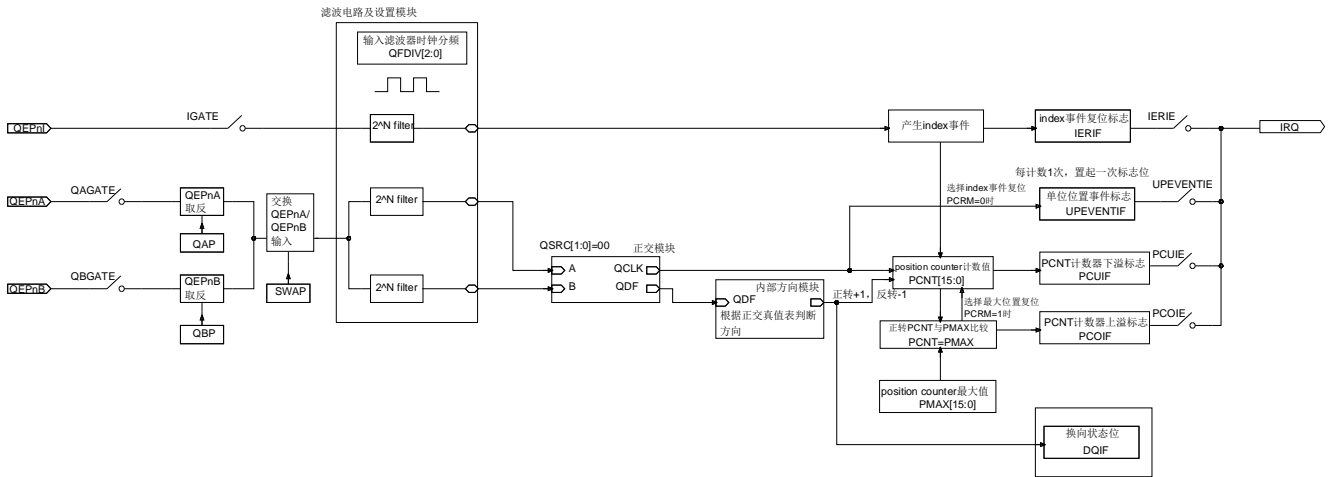 滤波电路及设置模块
输入滤波器时钟分频
QFDIV[2:0]
QEPnI
IGATE
2^N filter
产生index事件
index事件复位标志
IERIF
IERIE
IRQ
每计数1次，置起一次标志位
QEPnA
QAGATE
QEPnA
取反
QAP
交换
QEPnA/
QEPnB
输入
SWAP
2^N filter
选择index事件复位
PCRM=0时
单位位置事件标志
UPEVENTIF
UPEVENTIE
QSRC[1:0]=00
正交模块
A
B
QCLK
QDF
QEPnB
QBGATE
QEPnB
取反
QBP
2^N filter
内部方向模块
QDF
根据正交真值表判断
方向
正转+1，反转-1
position counter计数值
PCNT[15:0]
PCNT计数器下溢标志
PCUIF
PCUIE
选择最大位置复位
PCRM=1时
正转PCNT与PMAX比较
PCNT=PMAX
PCNT计数器上溢标志
PCOIF
PCOIE
position counter最大值
PMAX[15:0]
换向状态位
DQIF